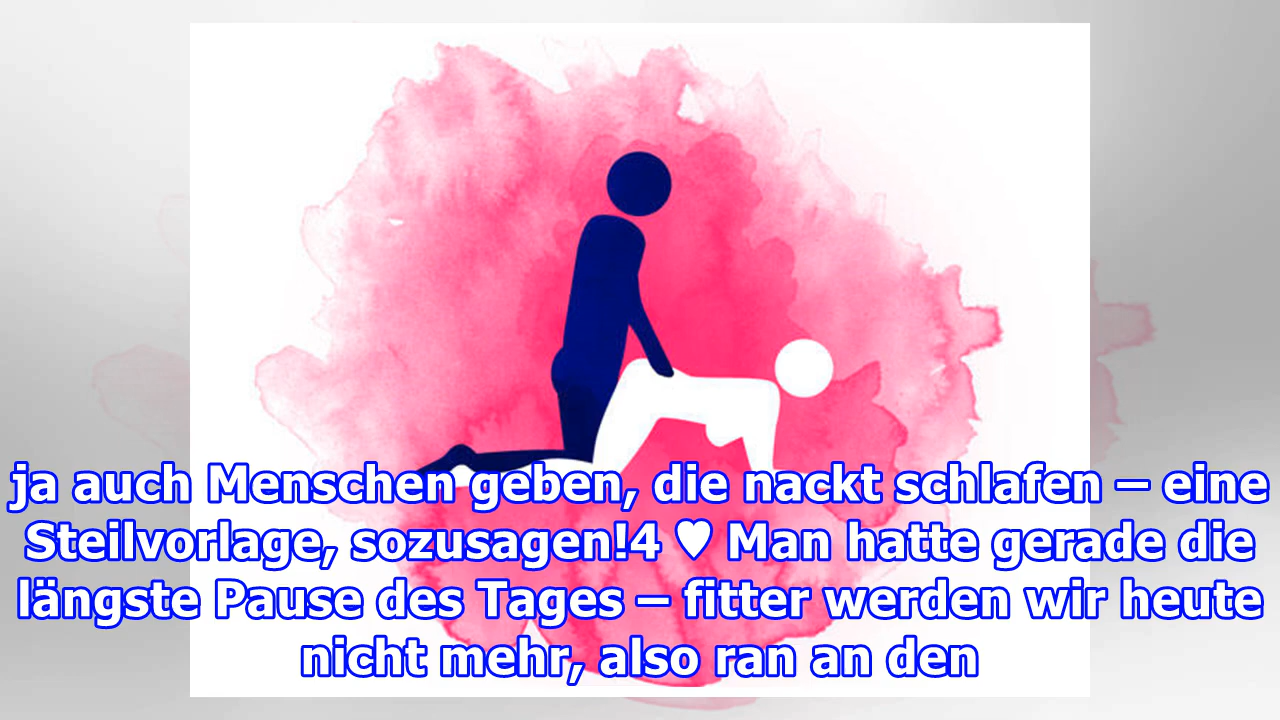 ja auch Menschen geben, die nackt schlafen – eine
Steilvorlage, sozusagen!4 ♥ Man hatte gerade die
längste Pause des Tages – fitter werden wir heute
nicht mehr, also ran an den